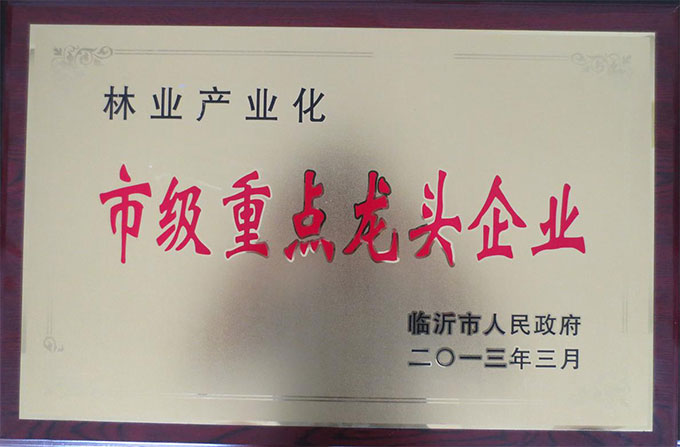 林业产业化
市级重点龙头企业
临沂市人民政府
二〇一三年三月